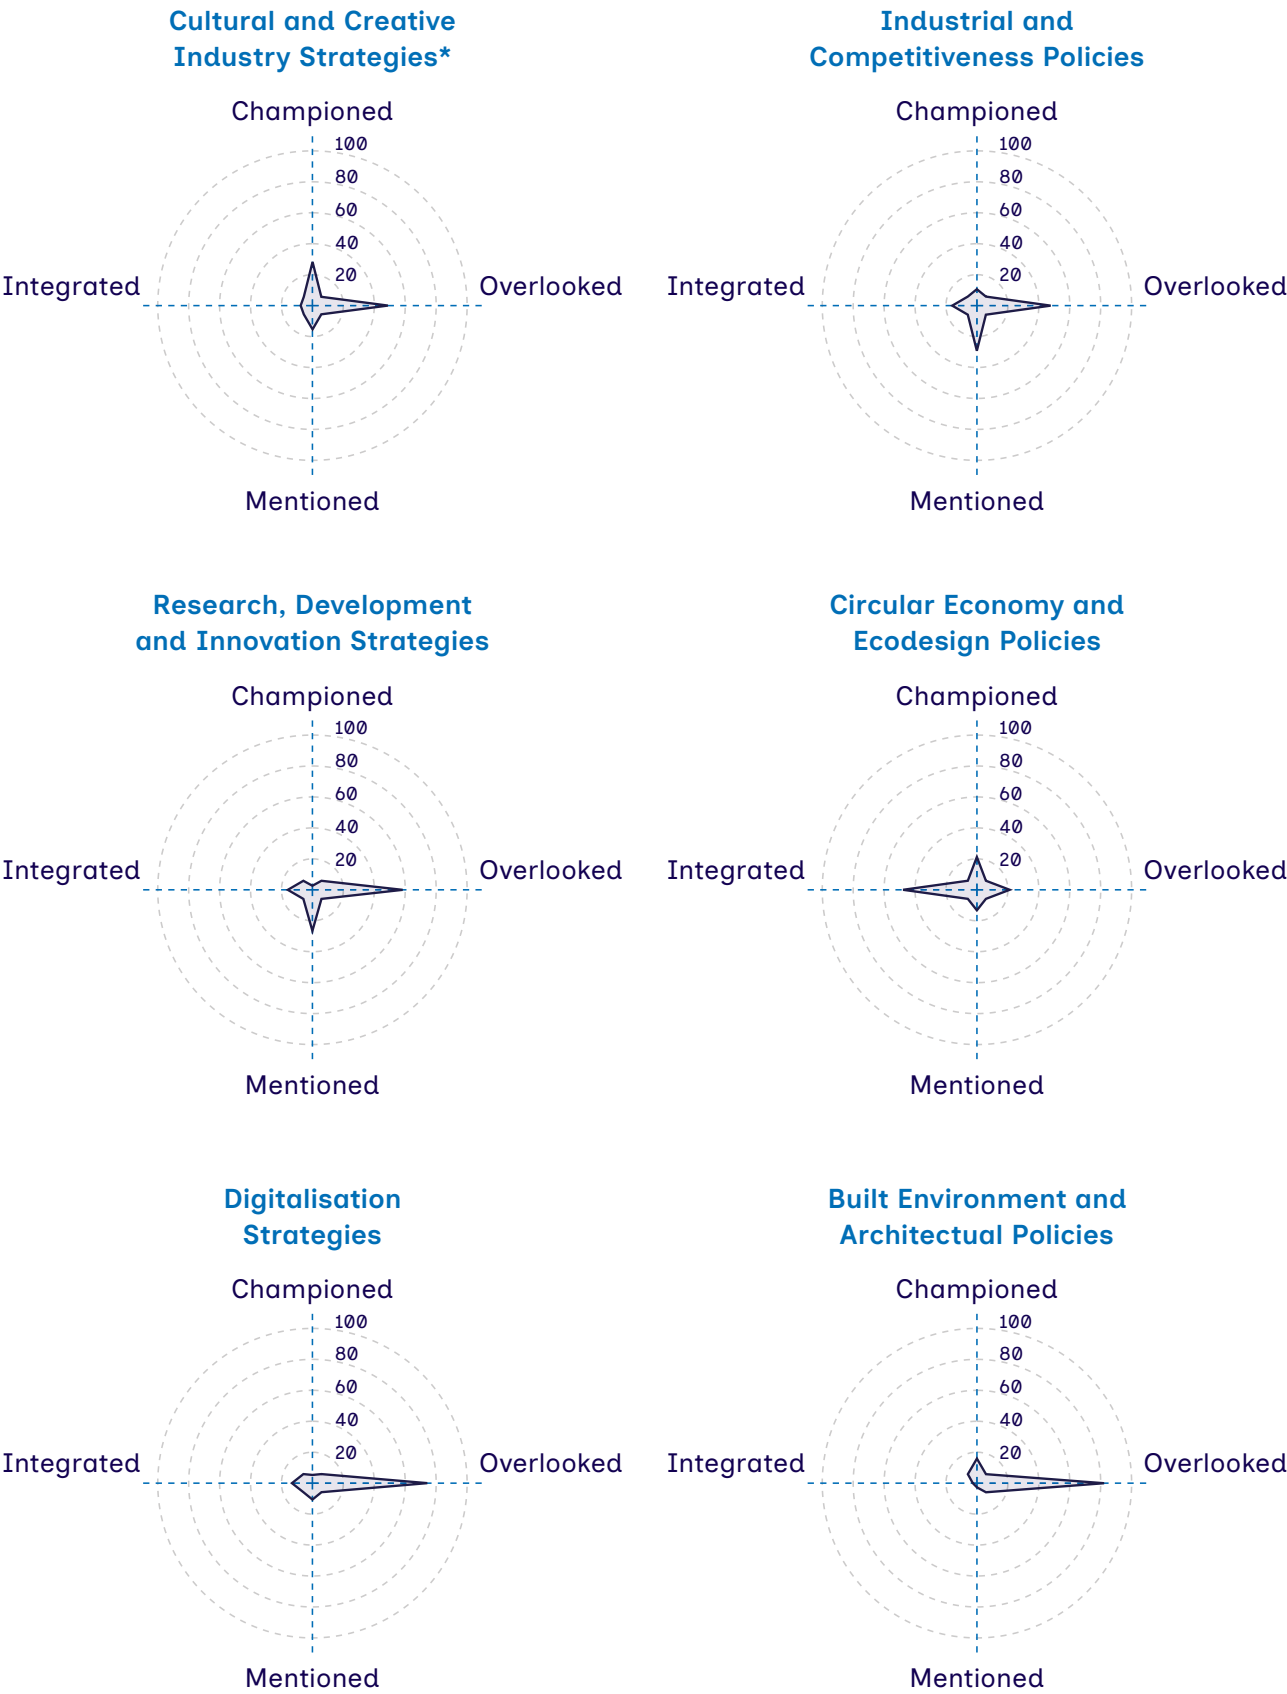 Cultural and Creative
Industry Strategies*
Championed
100
80
60
40
20
Integrated
Overlooked
Mentioned
Industrial and
Competitiveness Policies
Championed
100
80
60
40
20
Integrated
Overlooked
Mentioned
Research, Development
and Innovation Strategies
Championed
100
80
60
40
20
Integrated
Overlooked
Mentioned
Circular Economy and
Ecodesign Policies
Championed
100
80
60
40
20
Integrated
Overlooked
Mentioned
Digitalisation
Strategies
Championed
100
80
60
40
20
Integrated
Overlooked
Mentioned
Built Environment and
Architectual Policies
Championed
100
80
60
40
20
Integrated
Overlooked
Mentioned